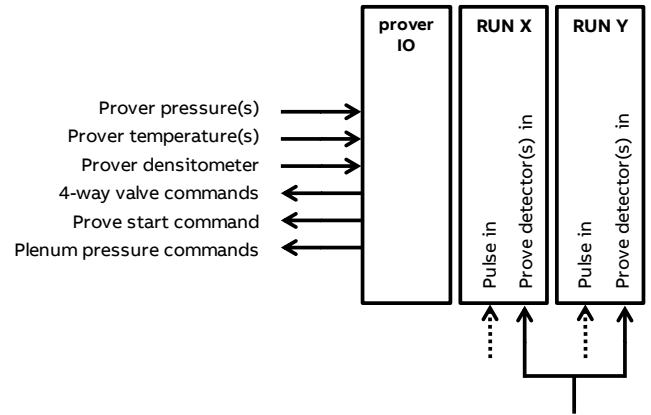 prover
IO
RUN X
RUN Y
Prover pressure(s)
Prover temperature(s)
Prover densitometer
4-way valve commands
Prove start command
Plenum pressure commands
Pulse in
Prove detector(s) in
Pulse in
Prove detector(s) in